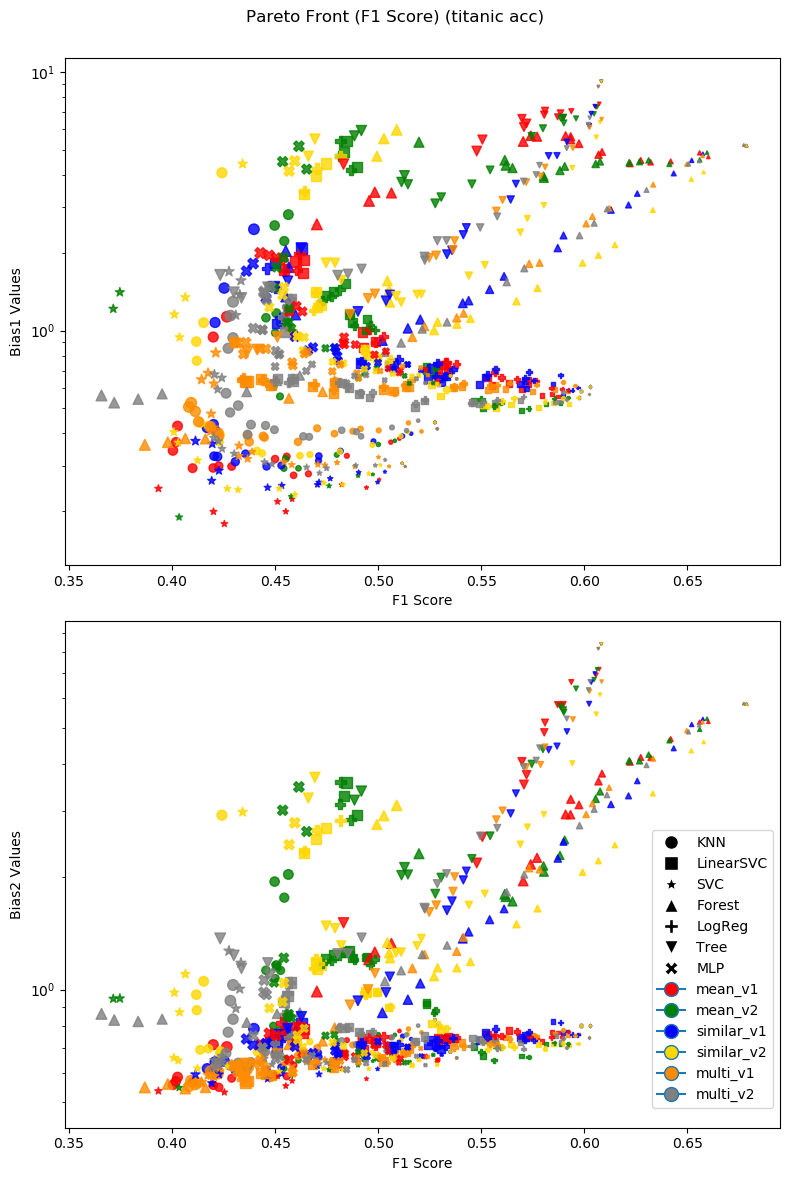 Pareto Front (F1 Score) (titanic acc)
10¹
10⁰
Bias1 Values
0.35 0.40 0.45 0.50 0.55 0.60 0.65
F1 Score
10⁰
Bias2 Values
KNN
LinearSVC
SVC
Forest
LogReg
Tree
MLP
mean_v1
mean_v2
similar_v1
similar_v2
multi_v1
multi_v2
0.35 0.40 0.45 0.50 0.55 0.60 0.65
F1 Score